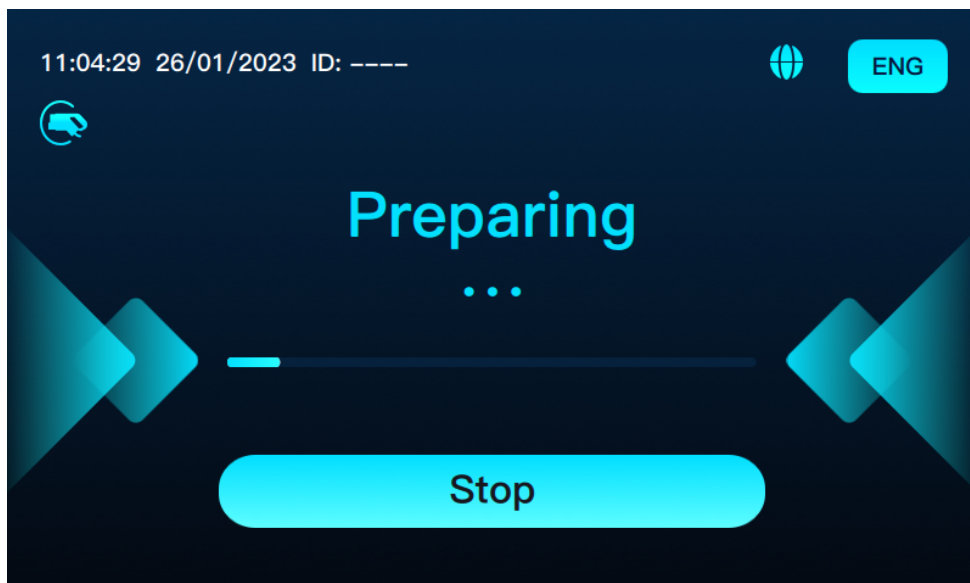 11:04:29 26/01/2023 ID: ----
ENG
Preparing
...
Stop